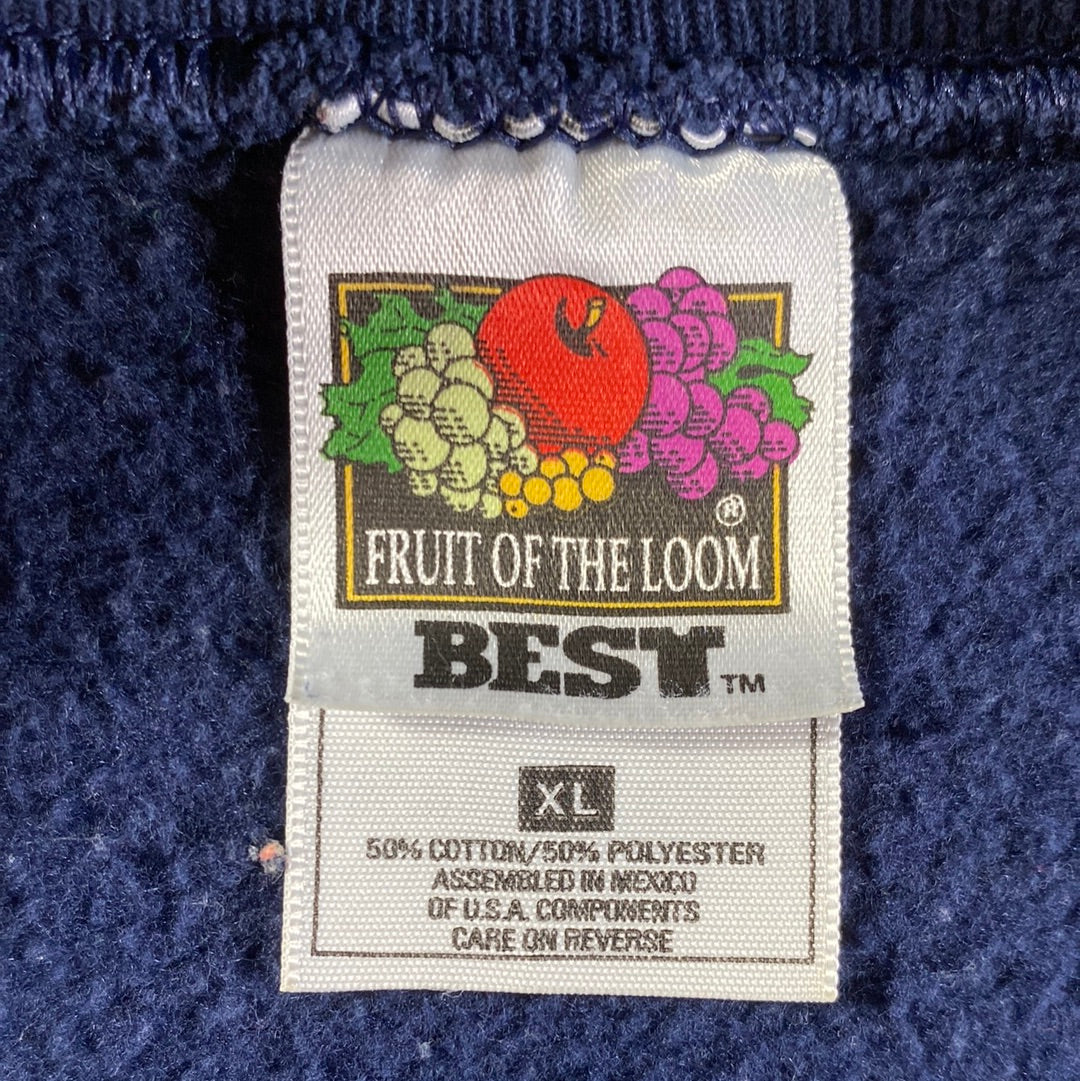 ®
FRUIT OF THE LOOM
BEST™
XL
50% COTTON/50% POLYESTER
ASSEMBLED IN MEXICO
OF U.S.A. COMPONENTS
CARE ON REVERSE